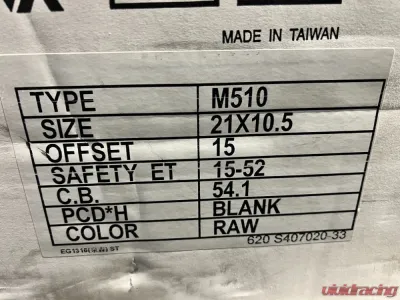 MADE IN TAIWAN
TYPE M510
SIZE 21X10.5
OFFSET 15
SAFETY ET 15-52
C.B. 54.1
PCD*H BLANK
COLOR RAW
620 S407020-33
vividracing